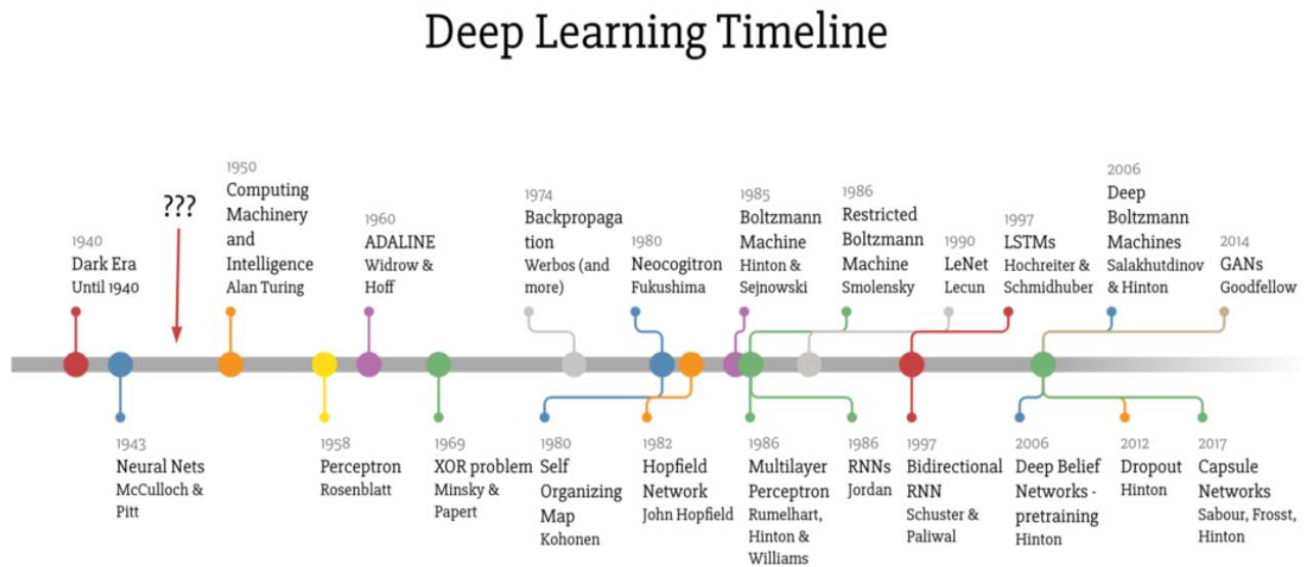 Deep Learning Timeline
???
1940
Dark Era
Until 1940
1950
Computing
Machinery
and
Intelligence
Alan Turing
1960
ADALINE
Widrow &
Hoff
1974
Backpropaga
tion
Werbos (and
more)
1980
Neocogitron
Fukushima
1985
Boltzmann
Machine
Hinton &
Sejnowski
1986
Restricted
Boltzmann
Machine
Smolensky
1990
LeNet
Lecun
1997
LSTMs
Hochreiter &
Schmidhuber
2006
Deep
Boltzmann
Machines
Salakhutdinov
& Hinton
2014
GANs
Goodfellow
1943
Neural Nets
McCulloch &
Pitt
1958
Perceptron
Rosenblatt
1969
XOR problem
Minsky &
Papert
1980
Self
Organizing
Map
Kohonen
1982
Hopfield
Network
John Hopfield
1986
Multilayer
Perceptron
Rumelhart,
Hinton &
Williams
1986
RNNs
Jordan
1997
Bidirectional
RNN
Schuster &
Paliwal
2006
Deep Belief
Networks -
pretraining
Hinton
2012
Dropout
Hinton
2017
Capsule
Networks
Sabour, Frosst,
Hinton